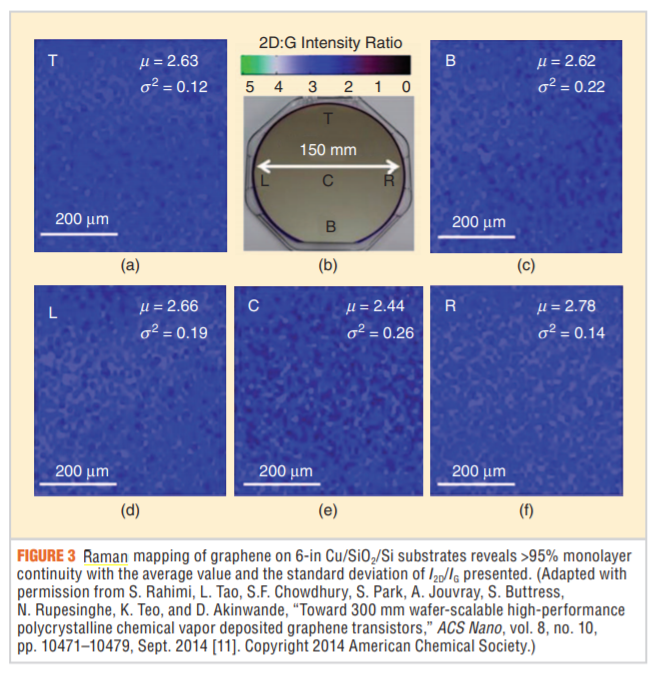 2D:G Intensity Ratio
5 4 3 2 1 0
T
μ = 2.63
σ² = 0.12
200 μm
(a)
T
150 mm
L C R
B
(b)
B
μ = 2.62
σ² = 0.22
200 μm
(c)
L
μ = 2.66
σ² = 0.19
200 μm
(d)
C
μ = 2.44
σ² = 0.26
200 μm
(e)
R
μ = 2.78
σ² = 0.14
200 μm
(f)
FIGURE 3 Raman mapping of graphene on 6-in Cu/SiO₂/Si substrates reveals >95% monolayer
continuity with the average value and the standard deviation of I₂D/IG presented. (Adapted with
permission from S. Rahimi, L. Tao, S.F. Chowdhury, S. Park, A. Jouvray, S. Buttress,
N. Rupesinghe, K. Teo, and D. Akinwande, “Toward 300 mm wafer-scalable high-performance
polycrystalline chemical vapor deposited graphene transistors,” ACS Nano, vol. 8, no. 10,
pp. 10471–10479, Sept. 2014 [11]. Copyright 2014 American Chemical Society.)